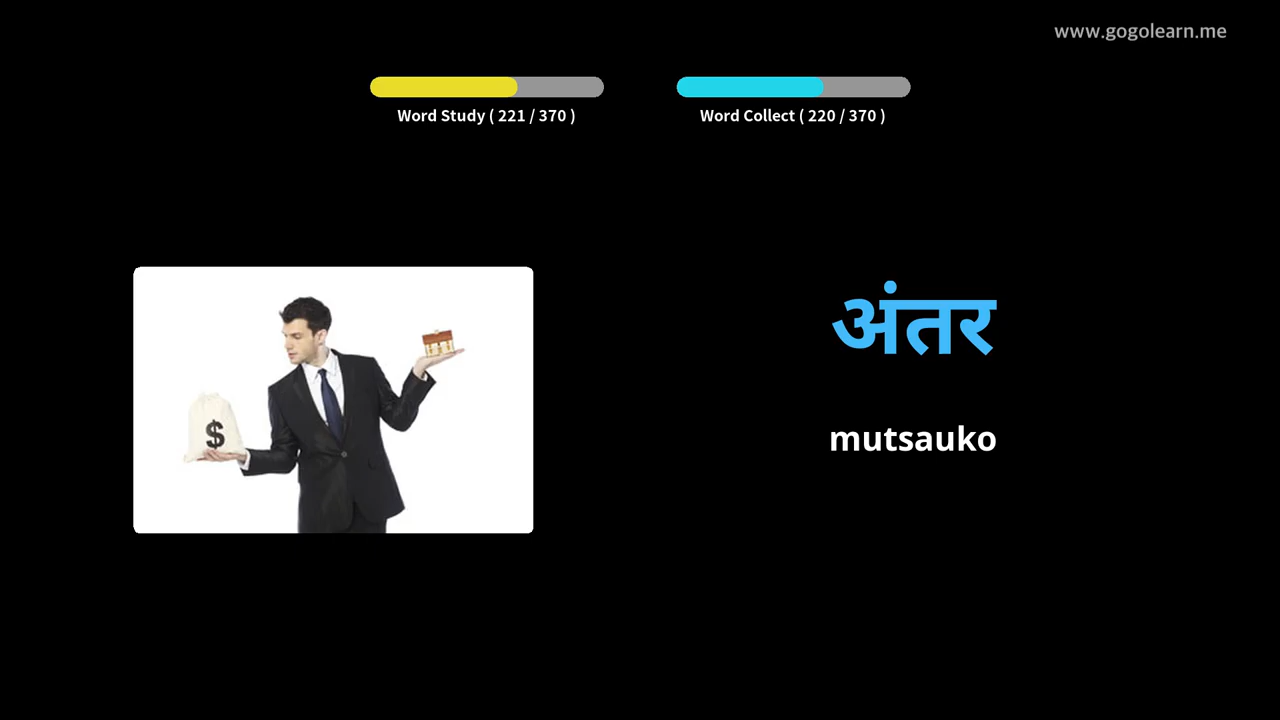 www.gogolearn.me
Word Study ( 221 / 370 )
Word Collect ( 220 / 370 )
अंतर
$
mutsauko